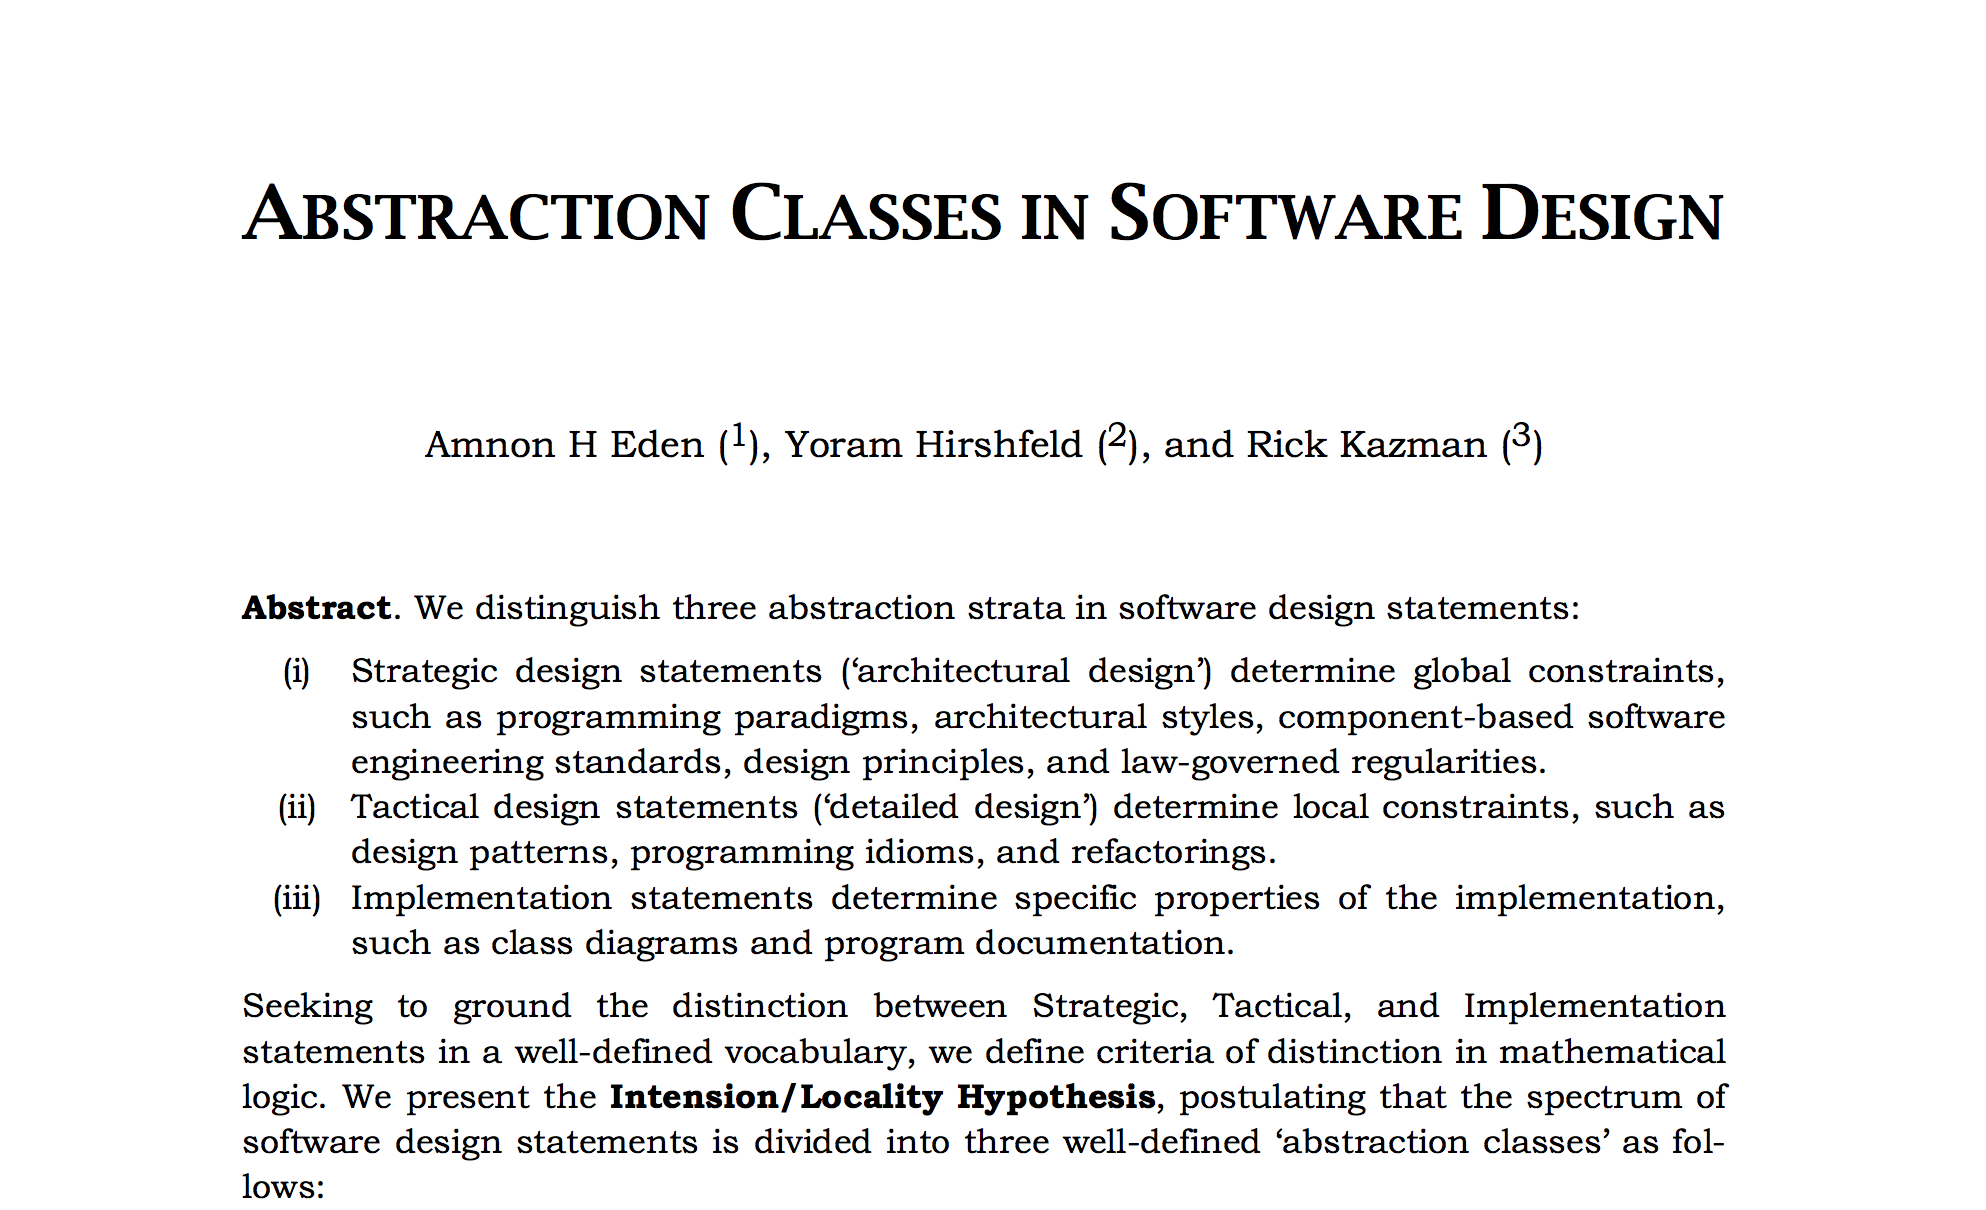 ABSTRACTION CLASSES IN SOFTWARE DESIGN
Amnon H Eden (1), Yoram Hirshfeld (2), and Rick Kazman (3)
Abstract. We distinguish three abstraction strata in software design statements:
(i) Strategic design statements (‘architectural design’) determine global constraints,
such as programming paradigms, architectural styles, component-based software
engineering standards, design principles, and law-governed regularities.
(ii) Tactical design statements (‘detailed design’) determine local constraints, such as
design patterns, programming idioms, and refactorings.
(iii) Implementation statements determine specific properties of the implementation,
such as class diagrams and program documentation.
Seeking to ground the distinction between Strategic, Tactical, and Implementation
statements in a well-defined vocabulary, we define criteria of distinction in mathematical
logic. We present the Intension/Locality Hypothesis, postulating that the spectrum of
software design statements is divided into three well-defined ‘abstraction classes’ as fol-
lows: